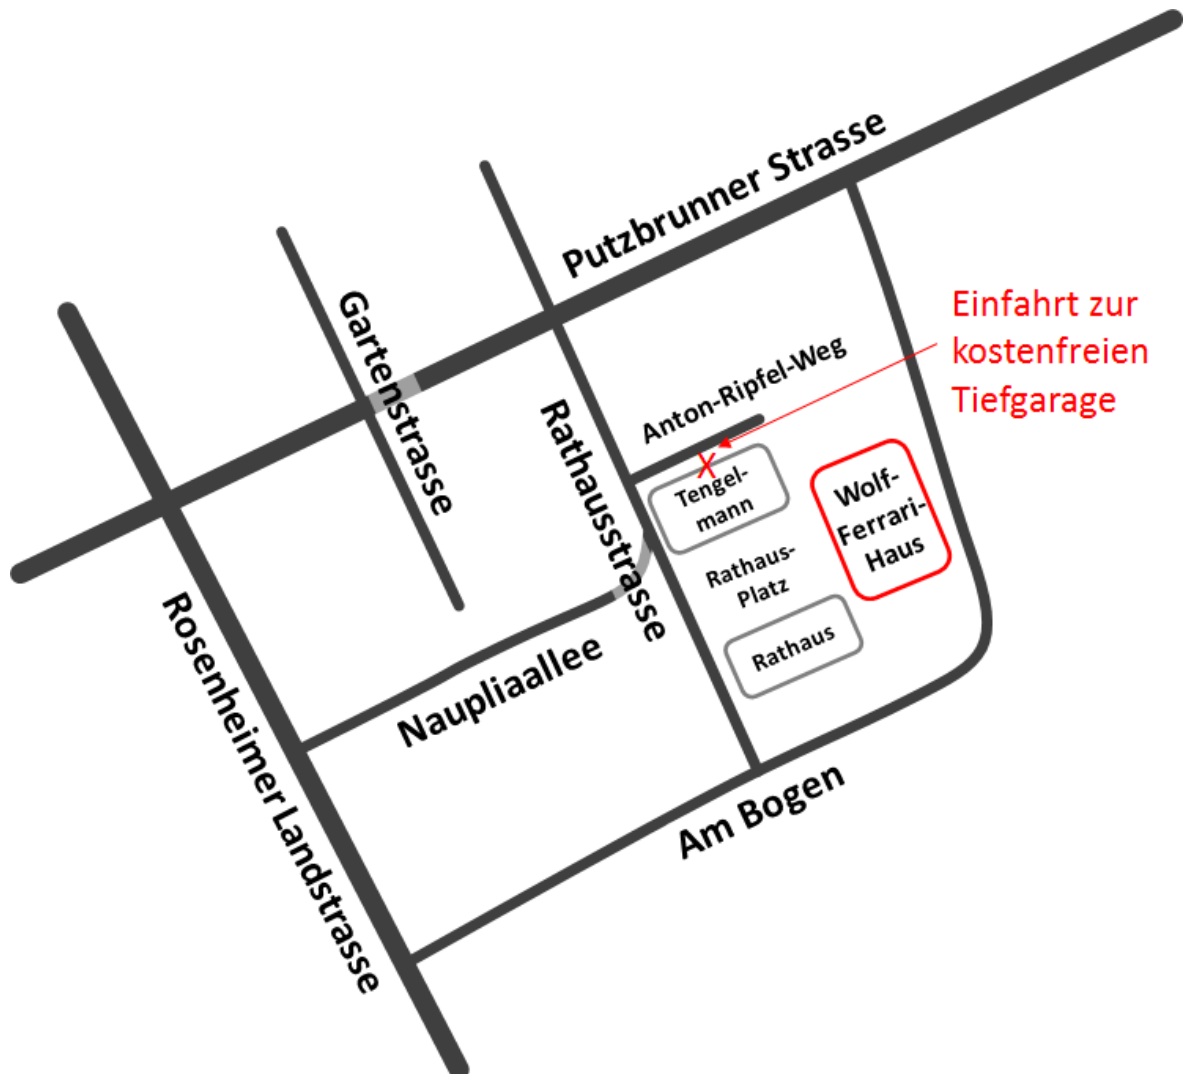 Putzbrunner Strasse
Gartenstrasse
Einfahrt zur
kostenfreien
Tiefgarage
Anton-Ripfel-Weg
Rathausstrasse
X
Tengel-
mann
Wolf-
Ferrari-
Haus
Rathaus-
Platz
Rathaus
Naupliaallee
Rosenheimer Landstrasse
Am Bogen